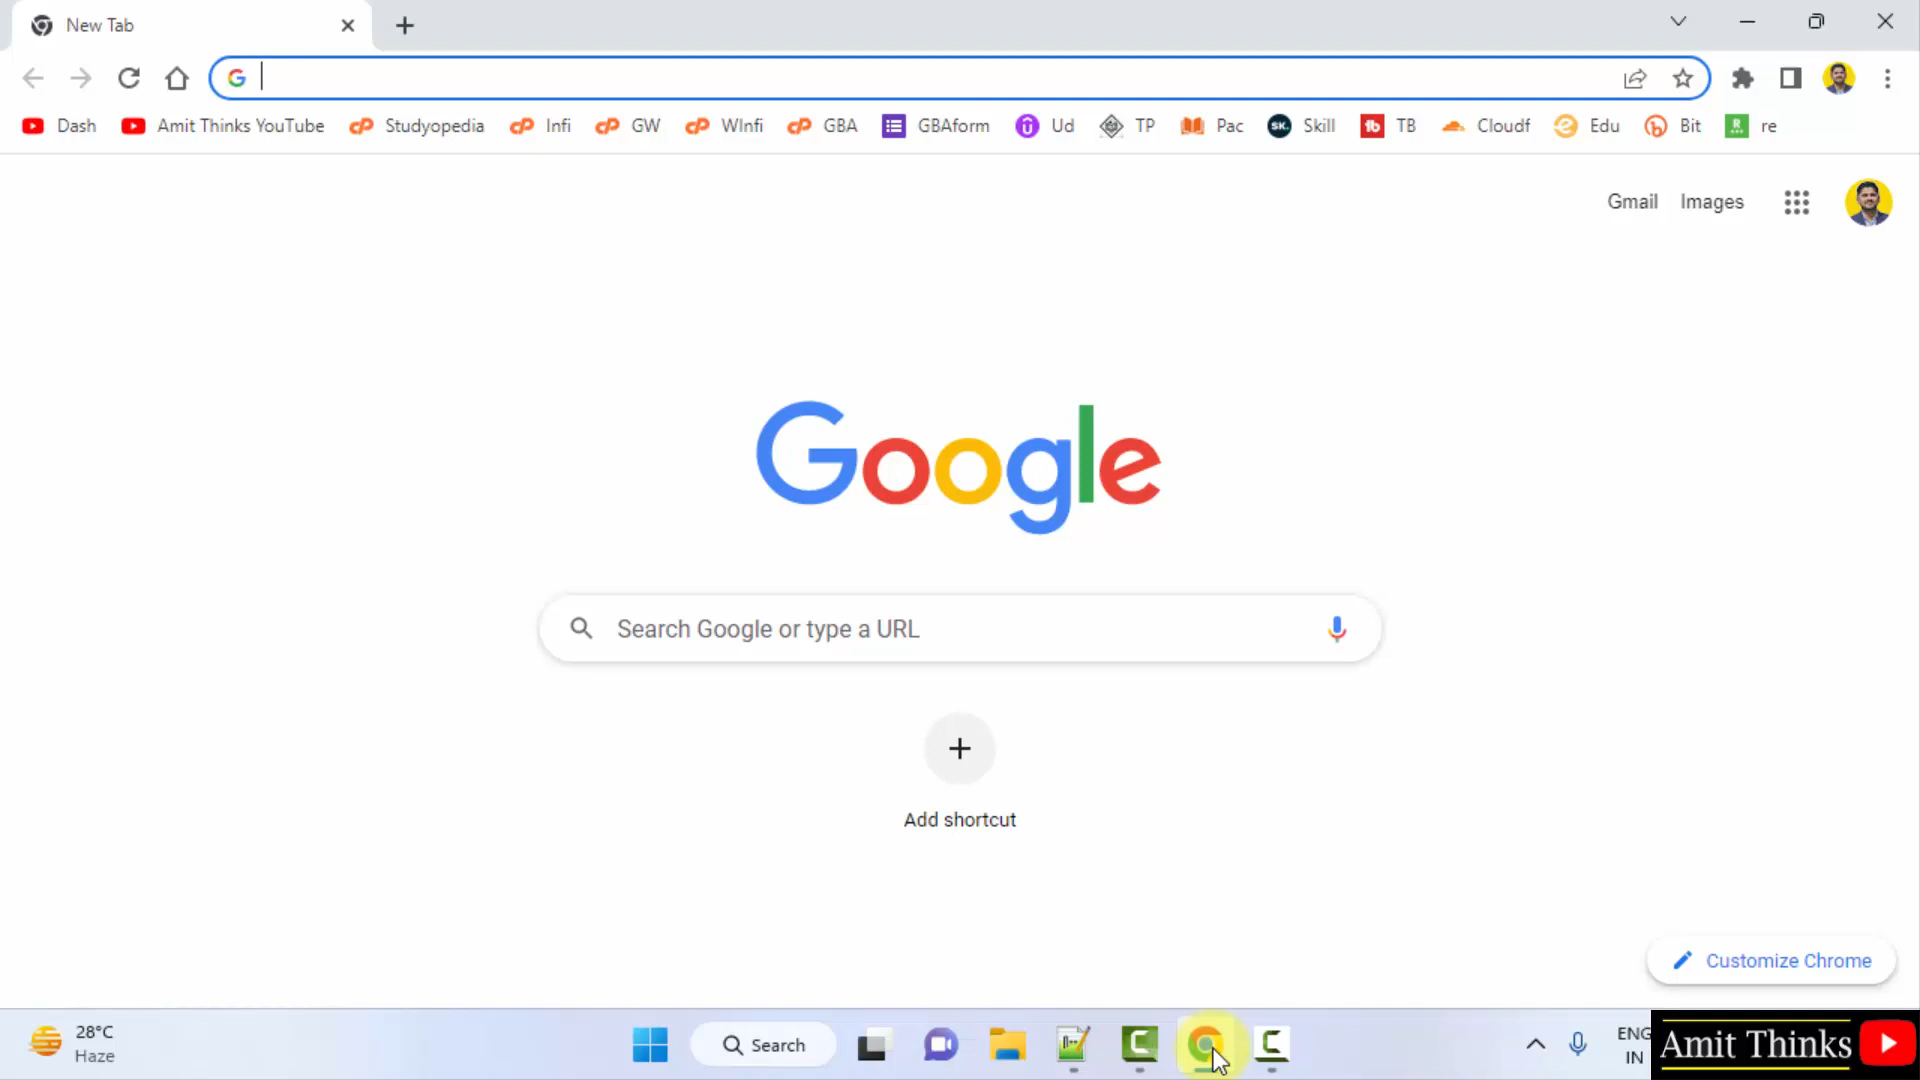 New Tab
Dash Amit Thinks YouTube Studyopedia Infi GW WInfi GBA GBAform Ud TP Pac Skill TB Cloudf Edu Bit re
Gmail Images
Google
Search Google or type a URL
Add shortcut
Customize Chrome
28°C
Haze
Search
ENG
IN
Amit Thinks